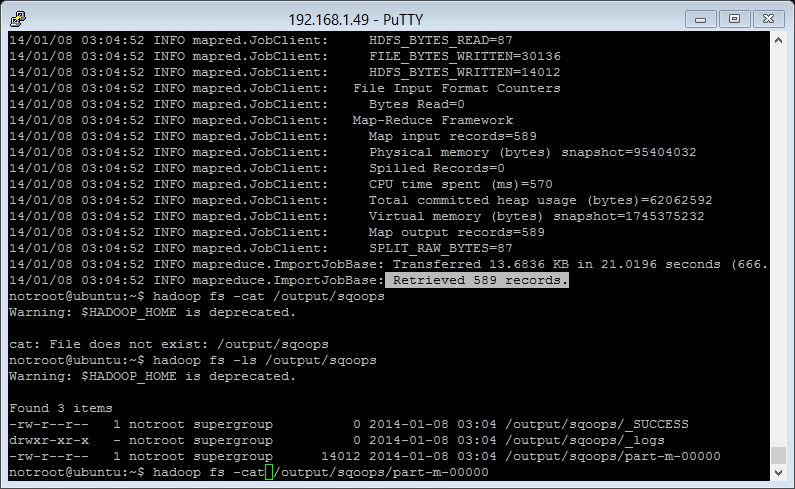 192.168.1.49 - PuTTY
14/01/08 03:04:52 INFO mapred.JobClient:     HDFS_BYTES_READ=87
14/01/08 03:04:52 INFO mapred.JobClient:     FILE_BYTES_WRITTEN=30136
14/01/08 03:04:52 INFO mapred.JobClient:     HDFS_BYTES_WRITTEN=14012
14/01/08 03:04:52 INFO mapred.JobClient:   File Input Format Counters
14/01/08 03:04:52 INFO mapred.JobClient:     Bytes Read=0
14/01/08 03:04:52 INFO mapred.JobClient:   Map-Reduce Framework
14/01/08 03:04:52 INFO mapred.JobClient:     Map input records=589
14/01/08 03:04:52 INFO mapred.JobClient:     Physical memory (bytes) snapshot=95404032
14/01/08 03:04:52 INFO mapred.JobClient:     Spilled Records=0
14/01/08 03:04:52 INFO mapred.JobClient:     CPU time spent (ms)=570
14/01/08 03:04:52 INFO mapred.JobClient:     Total committed heap usage (bytes)=62062592
14/01/08 03:04:52 INFO mapred.JobClient:     Virtual memory (bytes) snapshot=1745375232
14/01/08 03:04:52 INFO mapred.JobClient:     Map output records=589
14/01/08 03:04:52 INFO mapred.JobClient:     SPLIT_RAW_BYTES=87
14/01/08 03:04:52 INFO mapreduce.ImportJobBase: Transferred 13.6836 KB in 21.0196 seconds (666.
14/01/08 03:04:52 INFO mapreduce.ImportJobBase: Retrieved 589 records.
notroot@ubuntu:~$ hadoop fs -cat /output/sqoops
Warning: $HADOOP_HOME is deprecated.
cat: File does not exist: /output/sqoops
notroot@ubuntu:~$ hadoop fs -ls /output/sqoops
Warning: $HADOOP_HOME is deprecated.
Found 3 items
-rw-r--r--   1 notroot supergroup          0 2014-01-08 03:04 /output/sqoops/_SUCCESS
drwxr-xr-x   - notroot supergroup          0 2014-01-08 03:04 /output/sqoops/_logs
-rw-r--r--   1 notroot supergroup      14012 2014-01-08 03:04 /output/sqoops/part-m-00000
notroot@ubuntu:~$ hadoop fs -cat /output/sqoops/part-m-00000